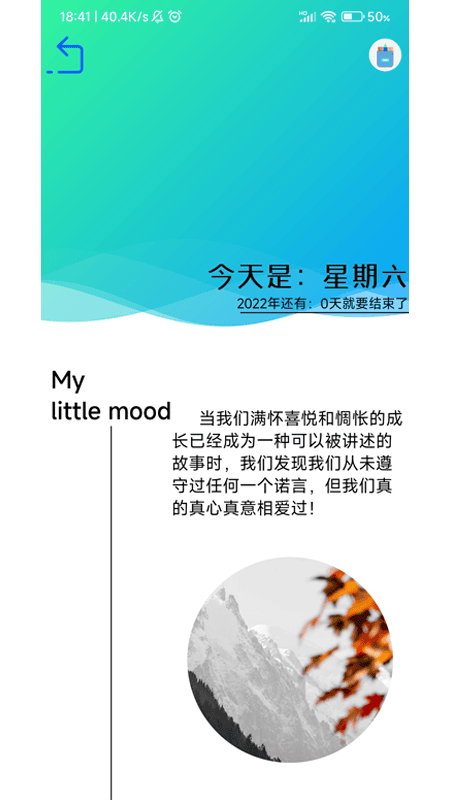 18:41 | 40.4K/s
50%
今天是：星期六
2022年还有：0天就要结束了
My
little mood
当我们满怀喜悦和惆怅的成
长已经成为一种可以被讲述的
故事时，我们发现我们从未遵
守过任何一个诺言，但我们真
的真心真意相爱过！